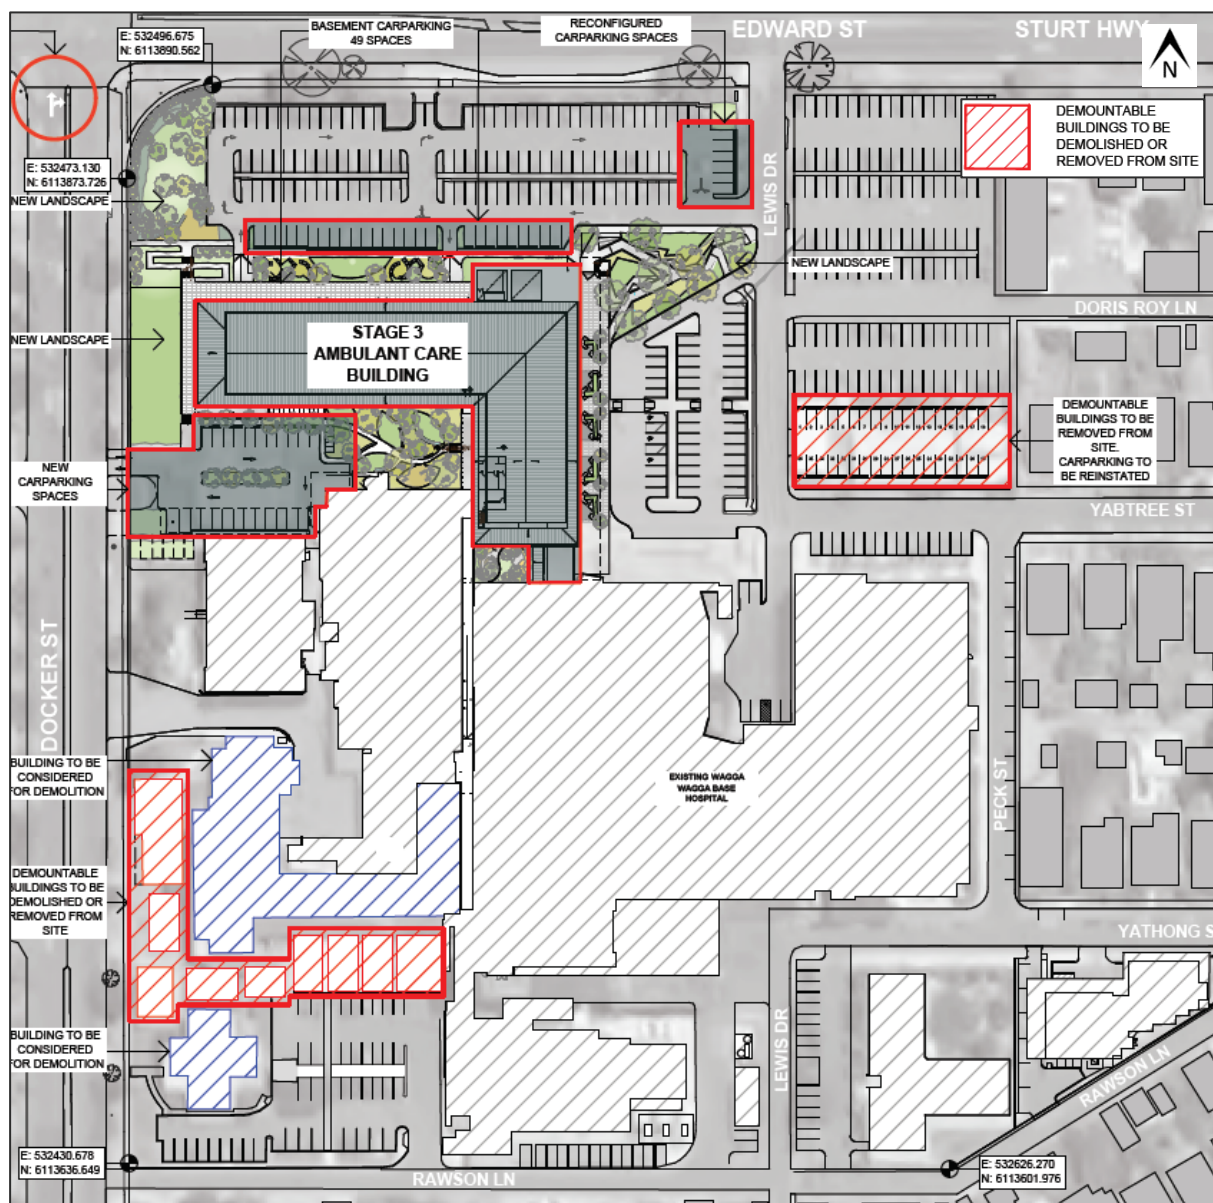 E: 532496.675
N: 6113890.562
BASEMENT CARPARKING
49 SPACES
RECONFIGURED
CARPARKING SPACES
EDWARD ST
STURT HWY
N
DEMOUNTABLE
BUILDINGS TO BE
DEMOLISHED OR
REMOVED FROM SITE
E: 532473.130
N: 6113873.726
NEW LANDSCAPE
LEWIS DR
NEW LANDSCAPE
DORIS ROY LN
NEW LANDSCAPE
STAGE 3
AMBULANT CARE
BUILDING
DEMOUNTABLE
BUILDINGS TO BE
REMOVED FROM
SITE.
CARPARKING TO
BE REINSTATED
NEW
CARPARKING
SPACES
YABTREE ST
DOCKER ST
BUILDING TO BE
CONSIDERED
FOR DEMOLITION
EXISTING WAGGA
WAGGA BASE
HOSPITAL
PECK ST
DEMOUNTABLE
BUILDINGS TO BE
DEMOLISHED OR
REMOVED FROM
SITE
YATHONG S
BUILDING TO BE
CONSIDERED
FOR DEMOLITION
LEWIS DR
RAWSON LN
E: 532430.678
N: 6113636.649
RAWSON LN
E: 532626.270
N: 6113601.976